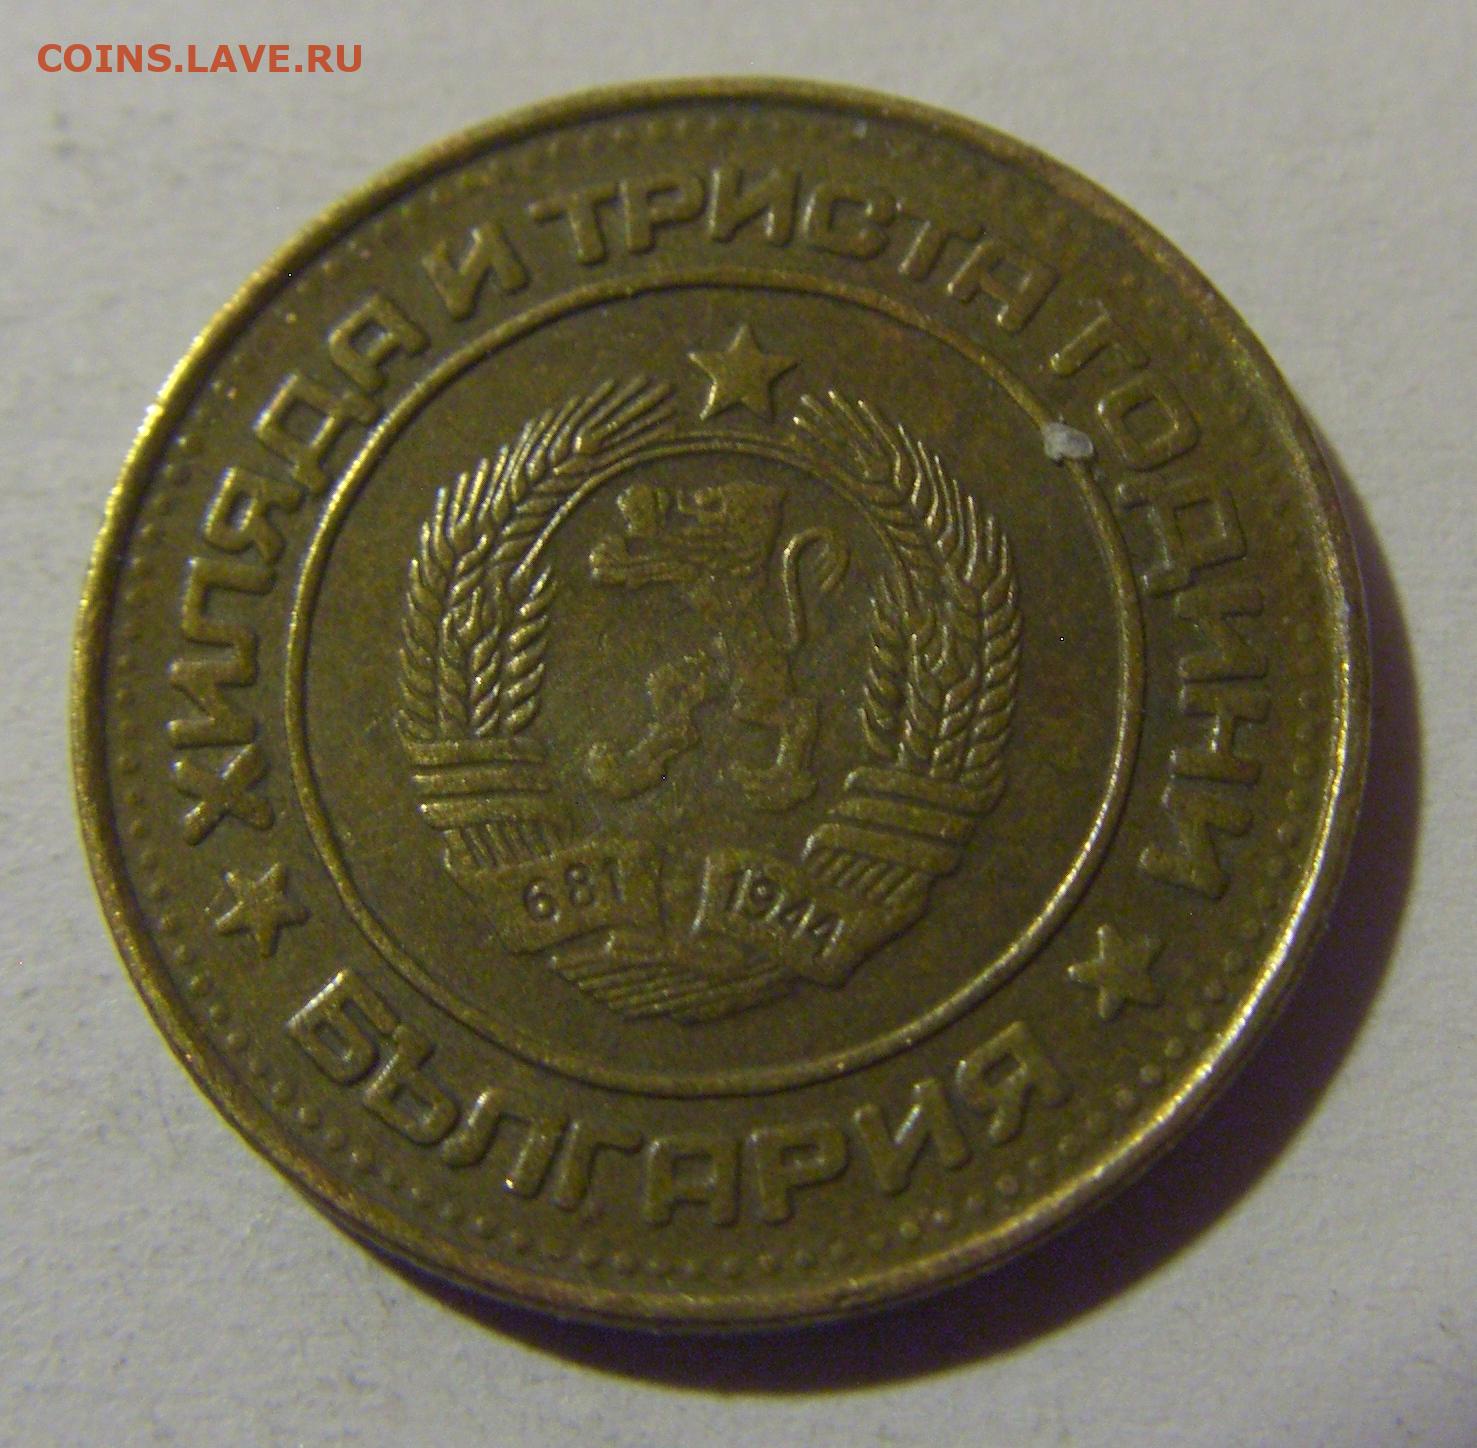 COINS.LAVE.RU
ХИЛЯДА И ТРИСТА ГОДИНИ
681 1944
БЪЛГАРИЯ